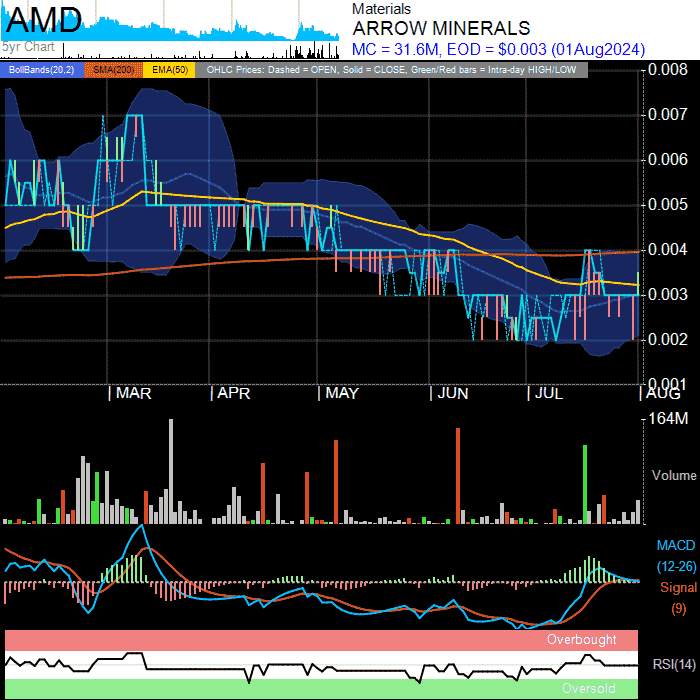 AMD
5yr Chart
Materials
ARROW MINERALS
MC = 31.6M, EOD = $0.003 (01Aug2024)
BollBands(20,2) SMA(200) EMA(50) OHLC Prices: Dashed = OPEN, Solid = CLOSE, Green/Red bars = Intra-day HIGH/LOW
0.008
0.007
0.006
0.005
0.004
0.003
0.002
0.001
MAR APR MAY JUN JUL AUG
164M
Volume
MACD
(12-26)
Signal
(9)
Overbought
RSI(14)
Oversold